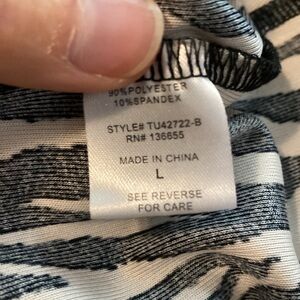 90%POLYESTER
10%SPANDEX
STYLE# TU42722-B
RN# 136655
MADE IN CHINA
L
SEE REVERSE
FOR CARE